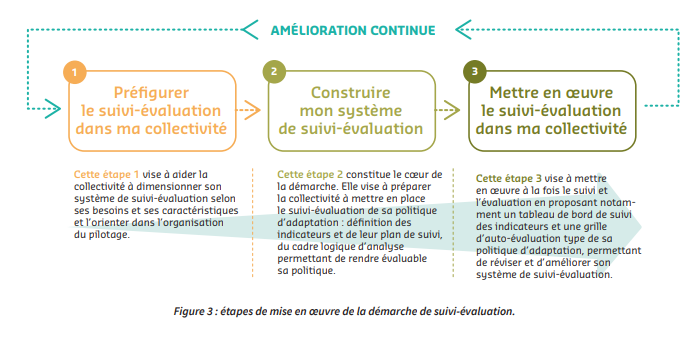 AMÉLIORATION CONTINUE
1
Préfigurer
le suivi-évaluation
dans ma collectivité
2
Construire
mon système
de suivi-évaluation
3
Mettre en œuvre
le suivi-évaluation
dans ma collectivité
Cette étape 1 vise à aider la
collectivité à dimensionner son
système de suivi-évaluation selon
ses besoins et ses caractéristiques
et l'orienter dans l'organisation
du pilotage.
Cette étape 2 constitue le cœur de
la démarche. Elle vise à préparer
la collectivité à mettre en place
le suivi-évaluation de sa politique
d'adaptation : définition des
indicateurs et de leur plan de suivi,
du cadre logique d'analyse
permettant de rendre évaluable
sa politique.
Cette étape 3 vise à mettre
en œuvre à la fois le suivi et
l'évaluation en proposant notam-
ment un tableau de bord de suivi
des indicateurs et une grille
d'auto-évaluation type de sa
politique d'adaptation, permettant
de réviser et d'améliorer son
système de suivi-évaluation.
Figure 3 : étapes de mise en œuvre de la démarche de suivi-évaluation.